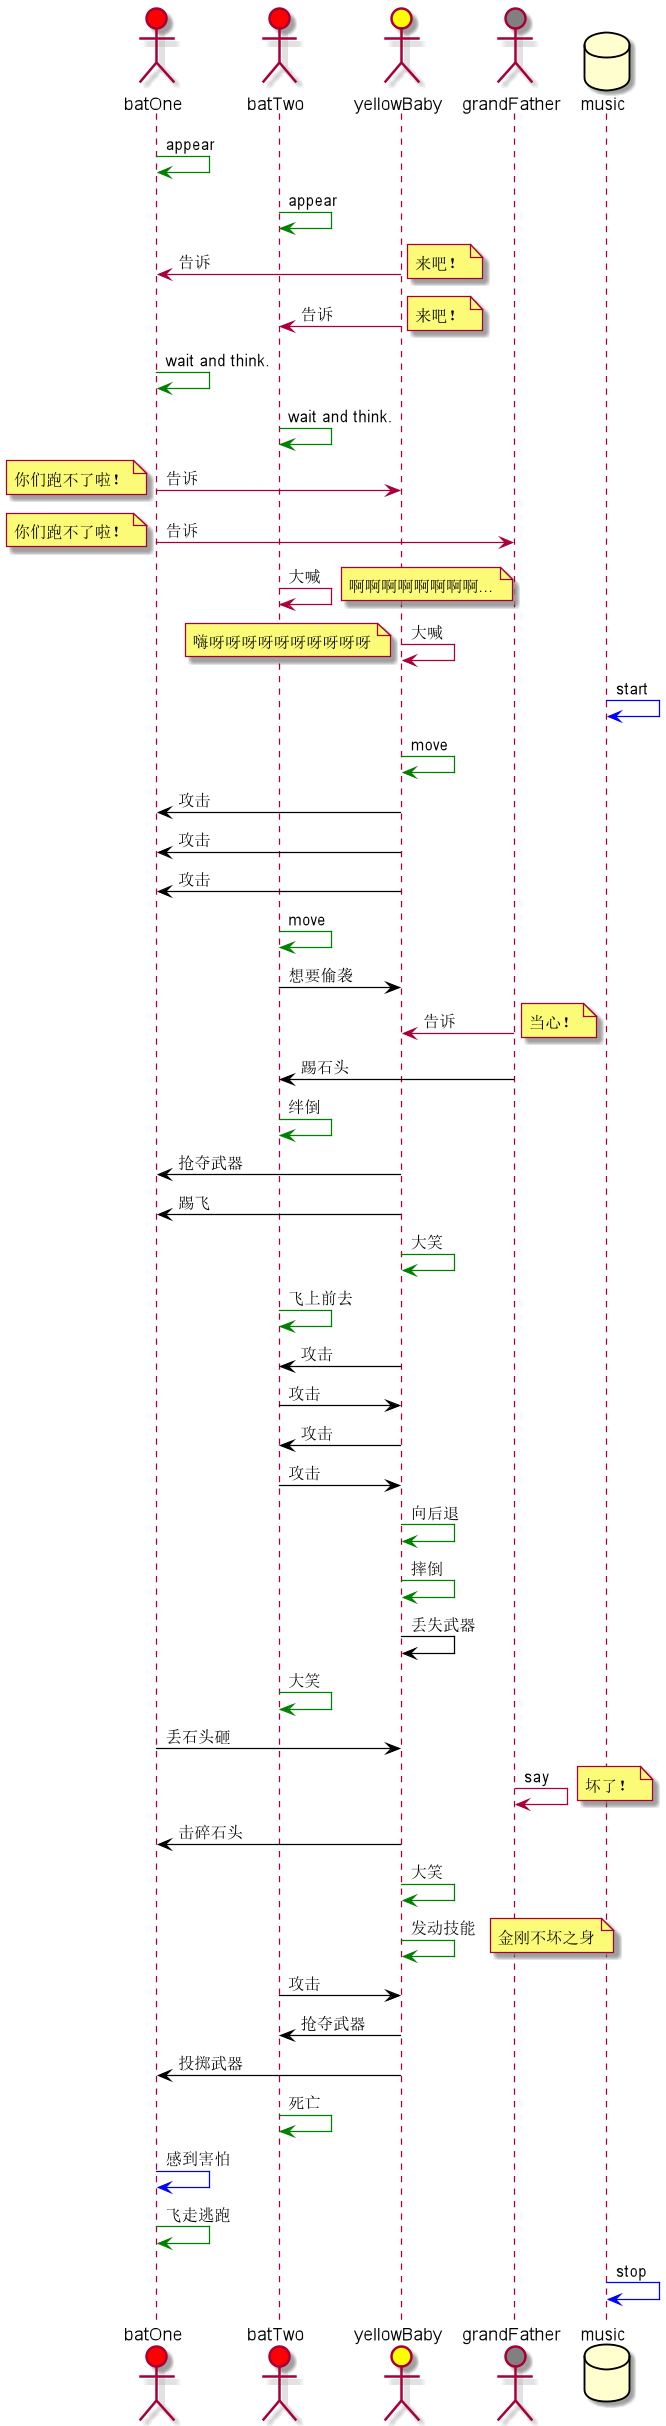 batOne batTwo yellowBaby grandFather music
appear
appear
告诉 来吧！
告诉 来吧！
wait and think.
wait and think.
你们跑不了啦！ 告诉
你们跑不了啦！ 告诉
大喊 啊啊啊啊啊啊啊啊...
嗨呀呀呀呀呀呀呀呀呀呀 大喊
start
move
攻击
攻击
攻击
move
想要偷袭
告诉 当心！
踢石头
绊倒
抢夺武器
踢飞
大笑
飞上前去
攻击
攻击
攻击
攻击
向后退
摔倒
丢失武器
大笑
丢石头砸
say 坏了！
击碎石头
大笑
发动技能 金刚不坏之身
攻击
抢夺武器
投掷武器
死亡
感到害怕
飞走逃跑
stop
batOne batTwo yellowBaby grandFather music